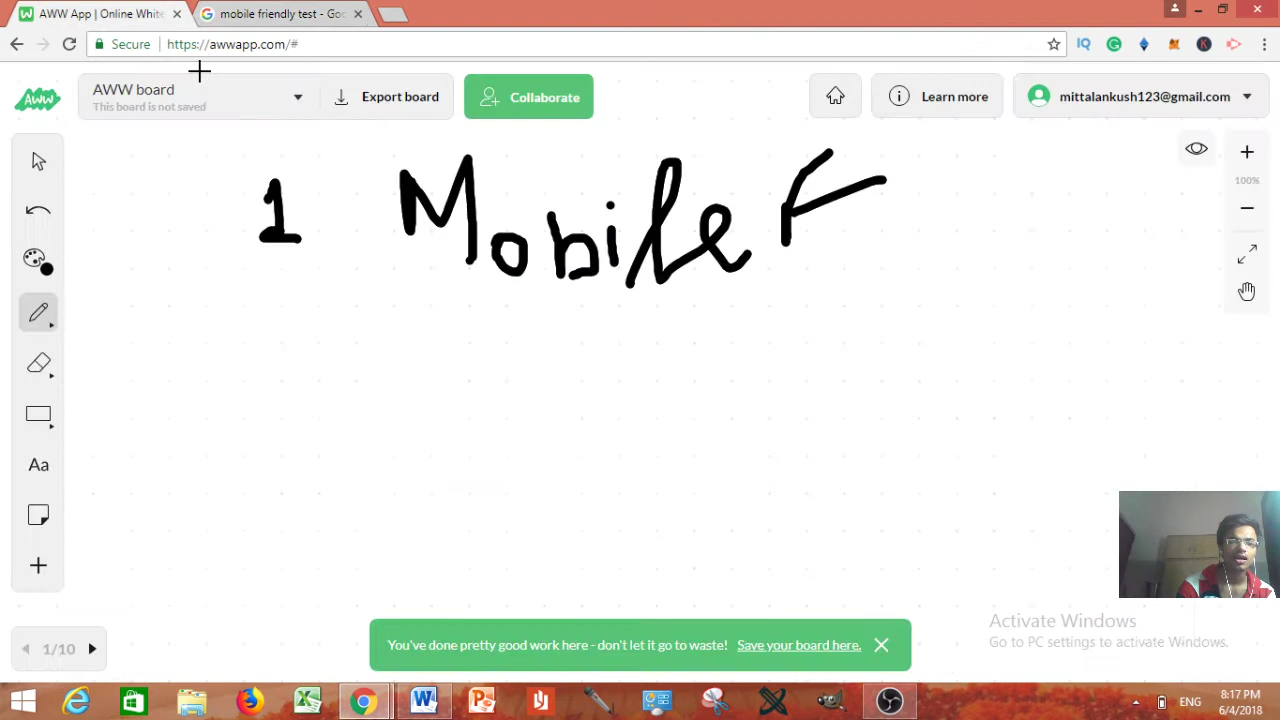 AWW App | Online White
mobile friendly test - Goo
Secure
https://awwapp.com/#
AWW board
This board is not saved
Export board
Collaborate
Learn more
mittalankush123@gmail.com
AWW
100%
1 Mobile F
Aa
You've done pretty good work here - don't let it go to waste! Save your board here.
Activate Windows
Go to PC settings to activate Windows.
1/10
ENG
8:17 PM
6/4/2018